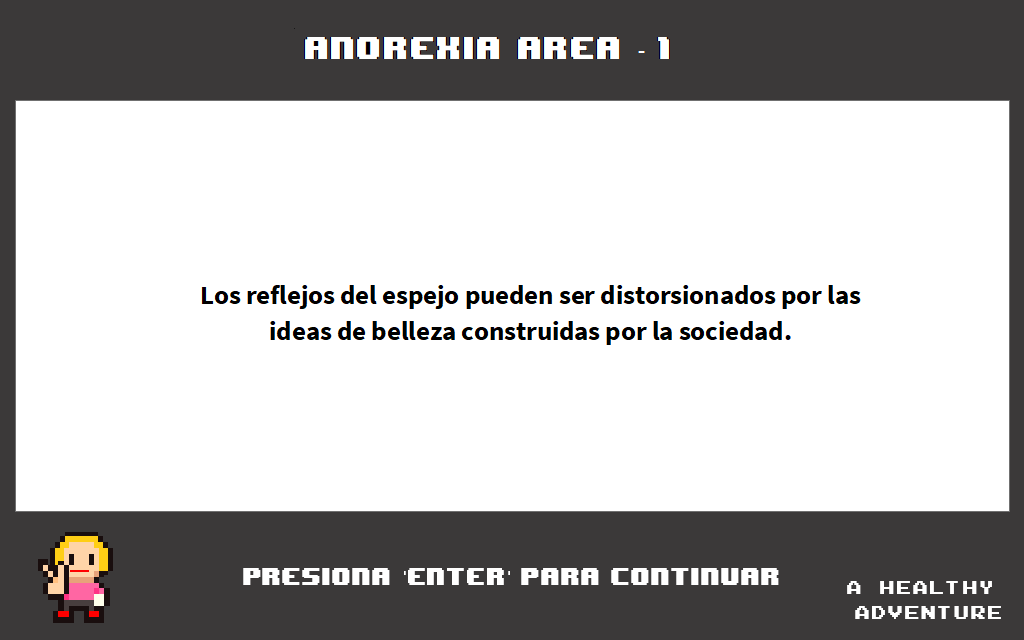 ANOREXIA AREA - 1
Los reflejos del espejo pueden ser distorsionados por las
ideas de belleza construidas por la sociedad.
PRESIONA 'ENTER' PARA CONTINUAR
A HEALTHY
ADVENTURE